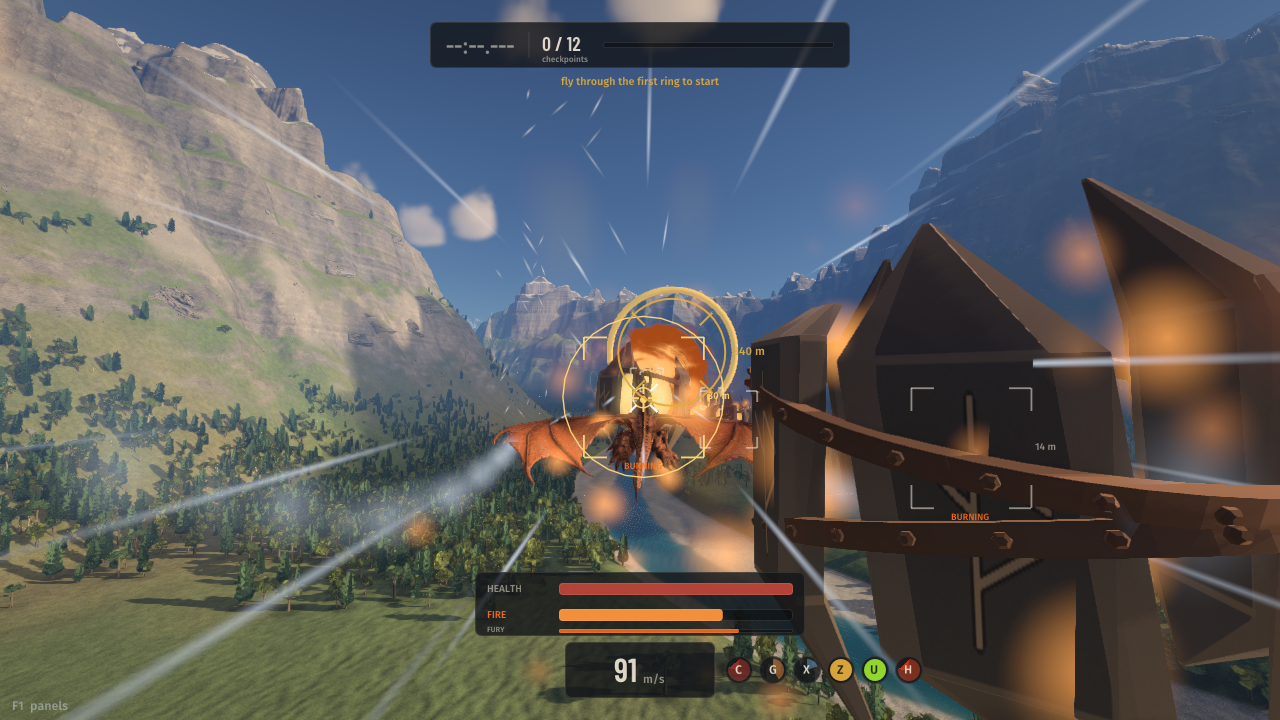 --:--.---
0 / 12
checkpoints
fly through the first ring to start
40 m
80 m
14 m
BURNING
BURNING
HEALTH
FIRE
FURY
91 m/s
C G X Z U H
F1 panels